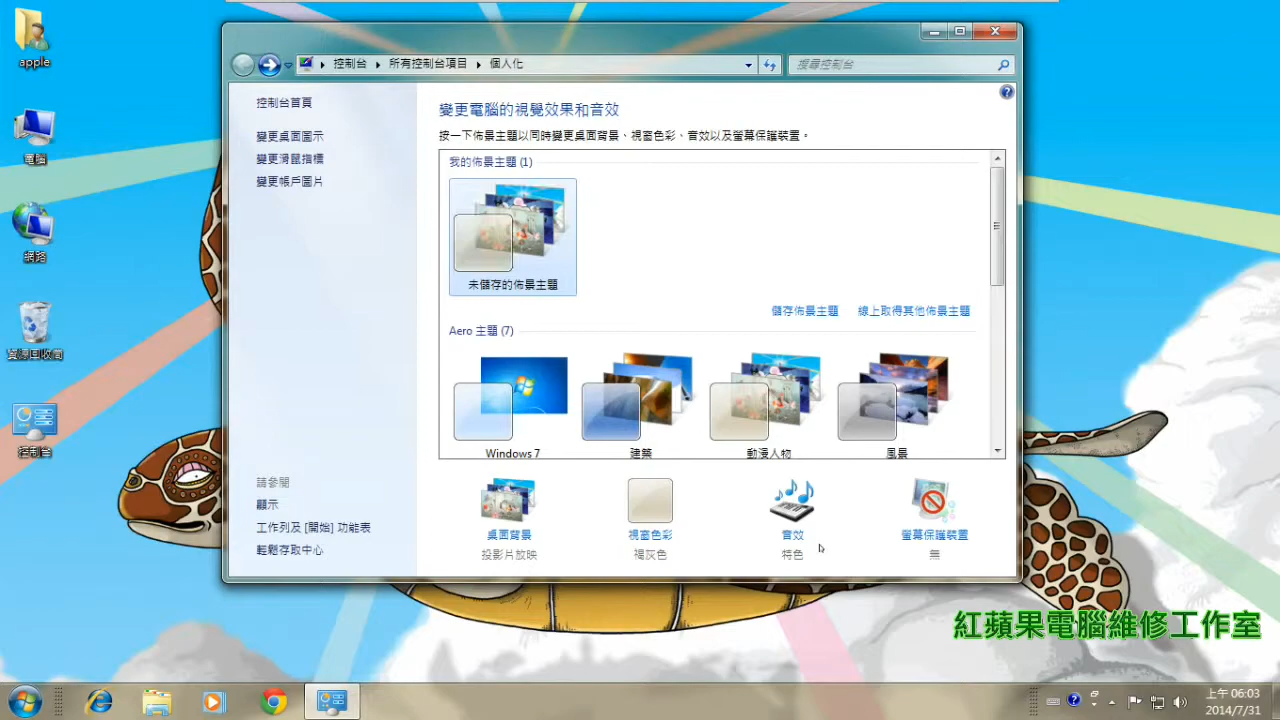 apple
電腦
網路
資源回收筒
控制台
控制台 ▸ 所有控制台項目 ▸ 個人化
搜尋控制台
控制台首頁
變更桌面圖示
變更滑鼠指標
變更帳戶圖片
請參閱
顯示
工作列及 [開始] 功能表
輕鬆存取中心
變更電腦的視覺效果和音效
按一下佈景主題以同時變更桌面背景、視窗色彩、音效以及螢幕保護裝置。
我的佈景主題 (1)
未儲存的佈景主題
儲存佈景主題 線上取得其他佈景主題
Aero 主題 (7)
Windows 7 建築 動漫人物 風景
桌面背景 視窗色彩 音效 螢幕保護裝置
投影片放映 褐灰色 特色 無
紅蘋果電腦維修工作室
上午 06:03
2014/7/31